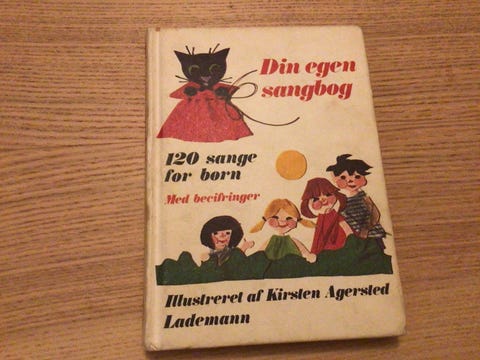 Din egen
sangbog
120 sange
for børn
Med becifringer
Illustreret af Kirsten Agersted
Lademann